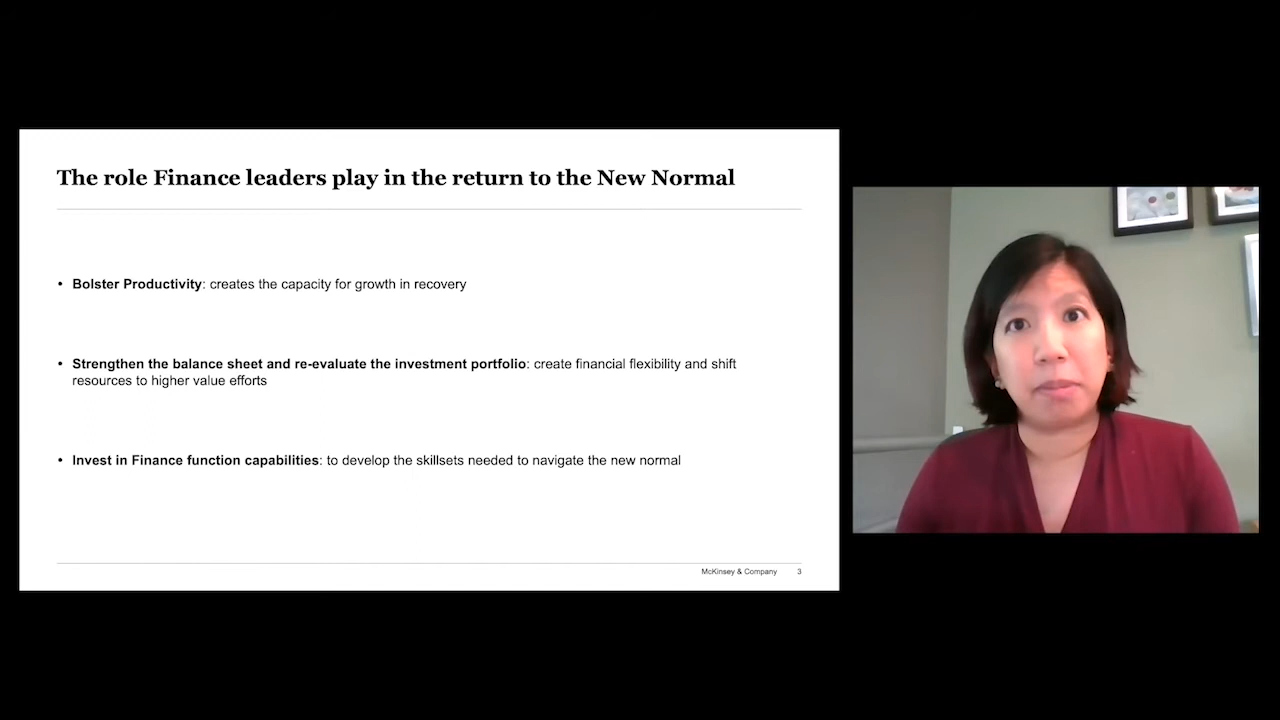 The role Finance leaders play in the return to the New Normal
• Bolster Productivity: creates the capacity for growth in recovery
• Strengthen the balance sheet and re-evaluate the investment portfolio: create financial flexibility and shift
resources to higher value efforts
• Invest in Finance function capabilities: to develop the skillsets needed to navigate the new normal
McKinsey & Company 3